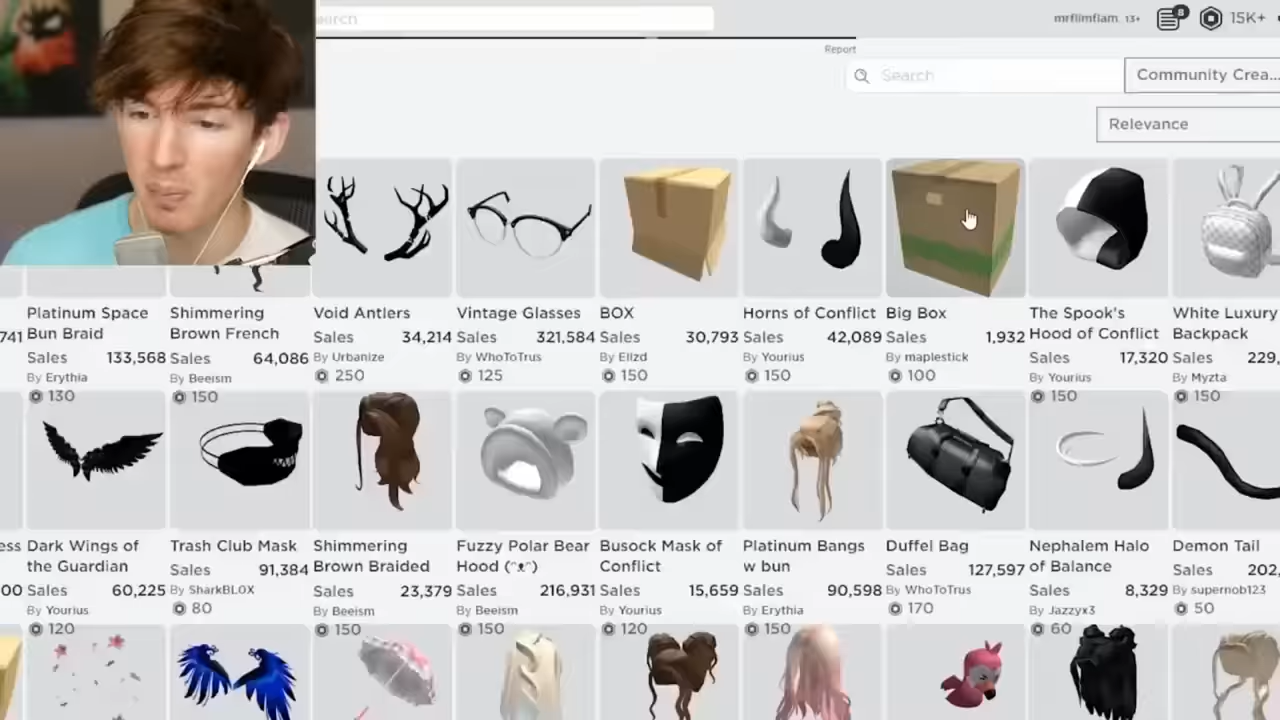 earch
mrflimflam. 13+
8
15K+
Report
Search
Community Crea...
Relevance
741
Platinum Space
Bun Braid
Sales 133,568
By Erythia
130
Shimmering
Brown French
Sales 64,086
By Beeism
150
Void Antlers
Sales 34,214
By Urbanize
250
Vintage Glasses
Sales 321,584
By WhoToTrus
125
BOX
Sales 30,793
By Elizd
150
Horns of Conflict
Sales 42,089
By Yourius
150
Big Box
Sales 1,932
By maplestick
100
The Spook's
Hood of Conflict
Sales 17,320
By Yourius
150
White Luxury
Backpack
Sales 229,
By Myzta
150
ess
00
Dark Wings of
the Guardian
Sales 60,225
By Yourius
120
Trash Club Mask
Sales 91,384
By SharkBLOX
80
Shimmering
Brown Braided
Sales 23,379
By Beeism
150
Fuzzy Polar Bear
Hood (ᵔᴥᵔ)
Sales 216,931
By Beeism
150
Busock Mask of
Conflict
Sales 15,659
By Yourius
120
Platinum Bangs
w bun
Sales 90,598
By Erythia
150
Duffel Bag
Sales 127,597
By WhoToTrus
170
Nephalem Halo
of Balance
Sales 8,329
By Jazzyx3
60
Demon Tail
Sales 202,
By supernob123
50